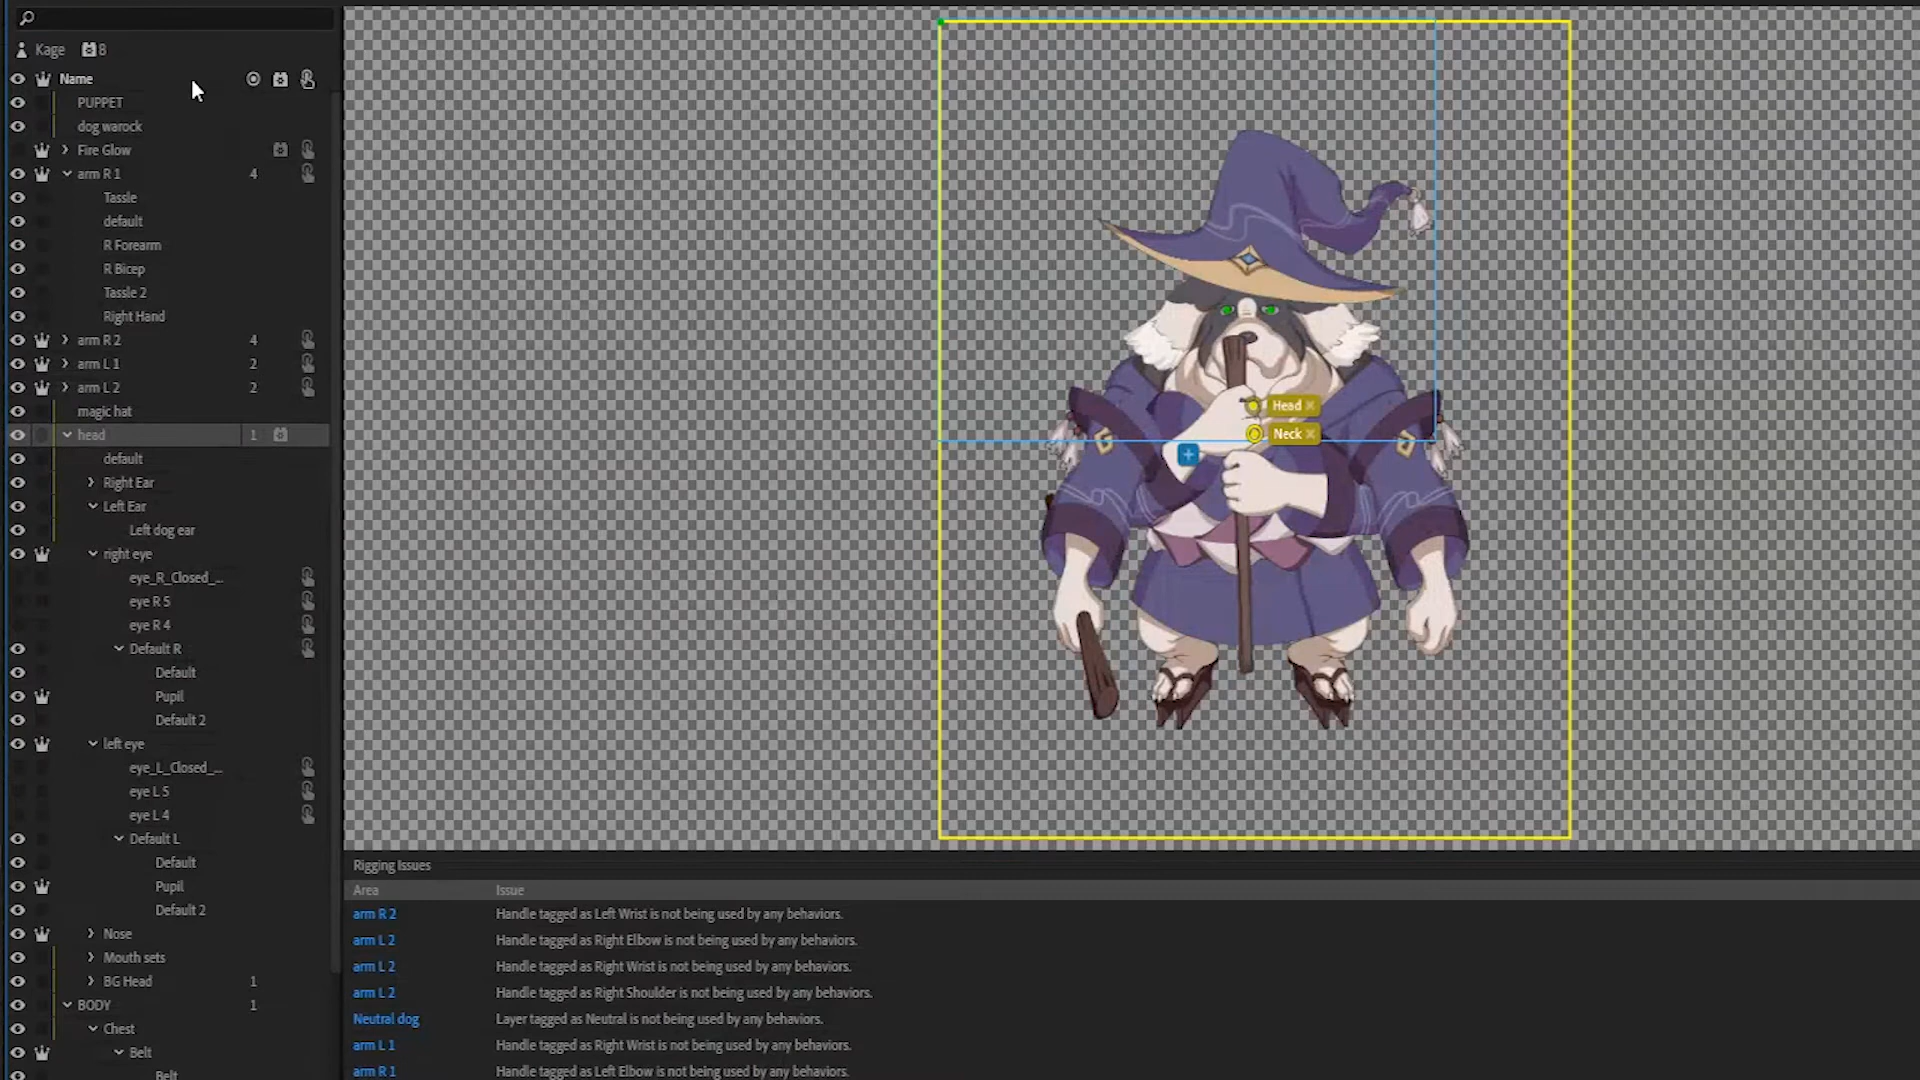 Kage 8
Name
PUPPET
dog warock
Fire Glow
arm R 1 4
Tassle
default
R Forearm
R Bicep
Tassle 2
Right Hand
arm R 2 4
arm L 1 2
arm L 2 2
magic hat
head 1
default
Right Ear
Left Ear
Left dog ear
right eye
eye_R_Closed_...
eye R 5
eye R 4
Default R
Default
Pupil
Default 2
left eye
eye_L_Closed_...
eye L 5
eye L 4
Default L
Default
Pupil
Default 2
Nose
Mouth sets
BG Head 1
BODY 1
Chest
Belt
Belt
Head ×
Neck ×
Rigging Issues
Area Issue
arm R 2 Handle tagged as Left Wrist is not being used by any behaviors.
arm L 2 Handle tagged as Right Elbow is not being used by any behaviors.
arm L 2 Handle tagged as Right Wrist is not being used by any behaviors.
arm L 2 Handle tagged as Right Shoulder is not being used by any behaviors.
Neutral dog Layer tagged as Neutral is not being used by any behaviors.
arm L 1 Handle tagged as Right Wrist is not being used by any behaviors.
arm R 1 Handle tagged as Left Elbow is not being used by any behaviors.